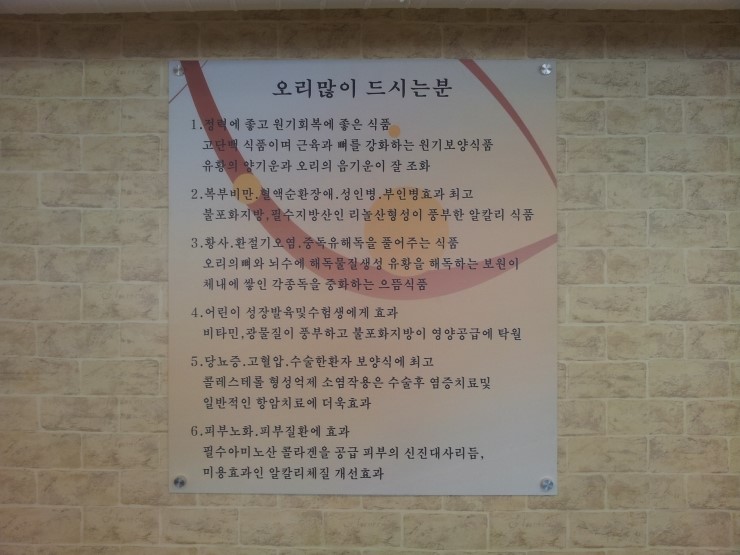 오리많이 드시는분
1.정력에 좋고 원기회복에 좋은 식품
고단백 식품이며 근육과 뼈를 강화하는 원기보양식품
유황의 양기운과 오리의 음기운이 잘 조화
2.복부비만.혈액순환장애.성인병.부인병효과 최고
불포화지방,필수지방산인 리놀산형성이 풍부한 알칼리 식품
3.황사.환절기오염.중독유해독을 풀어주는 식품
오리의뼈와 뇌수에 해독물질생성 유황을 해독하는 보원이
체내에 쌓인 각종독을 중화하는 으뜸식품
4.어린이 성장발육및수험생에게 효과
비타민,광물질이 풍부하고 불포화지방이 영양공급에 탁월
5.당뇨증.고혈압.수술한환자 보양식에 최고
콜레스테롤 형성억제 소염작용은 수술후 염증치료및
일반적인 항암치료에 더욱효과
6.피부노화.피부질환에 효과
필수아미노산 콜라겐을 공급 피부의 신진대사리듬,
미용효과인 알칼리체질 개선효과